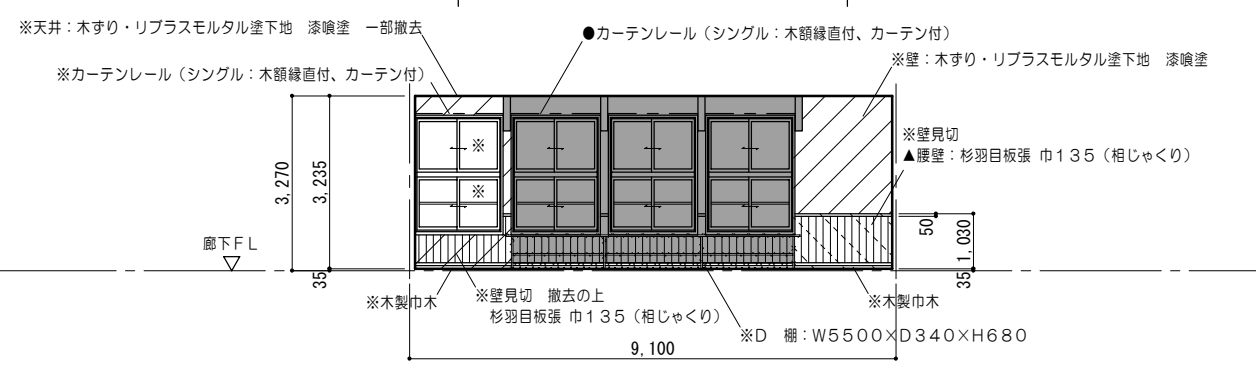 ※天井：木ずり・リブラスモルタル塗下地　漆喰塗　一部撤去
●カーテンレール（シングル：木額縁直付、カーテン付）
※カーテンレール（シングル：木額縁直付、カーテン付）
※壁：木ずり・リブラスモルタル塗下地　漆喰塗
※壁見切
▲腰壁：杉羽目板張 巾１３５（相じゃくり）
※
※
3,270
3,235
50
1,030
廊下ＦＬ
35
35
※木製巾木
※壁見切　撤去の上
杉羽目板張 巾１３５（相じゃくり）
※木製巾木
※Ｄ　棚：Ｗ5500×Ｄ340×Ｈ680
9,100